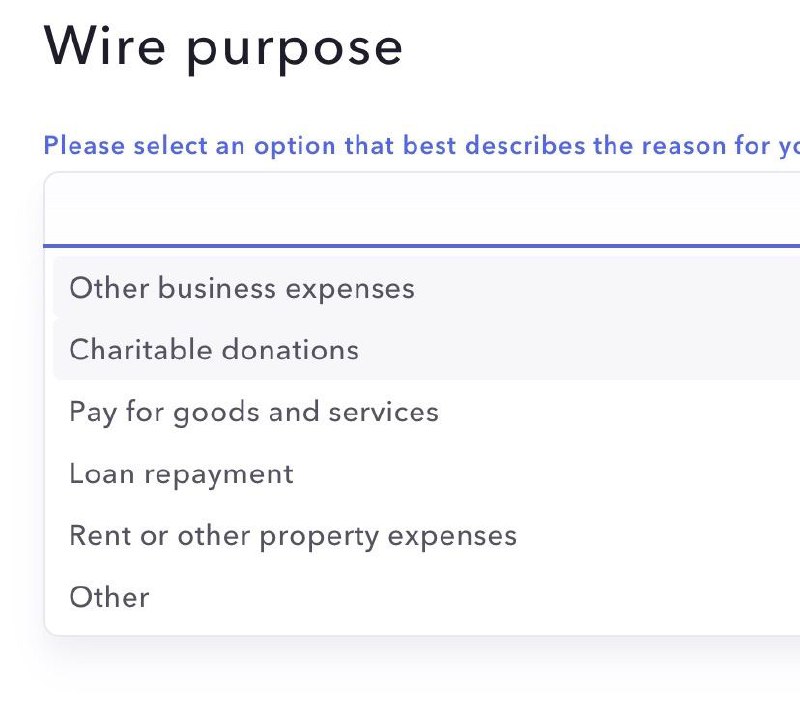 Wire purpose
Please select an option that best describes the reason for
Other business expenses
Charitable donations
Pay for goods and services
Loan repayment
Rent or other property expenses
Other